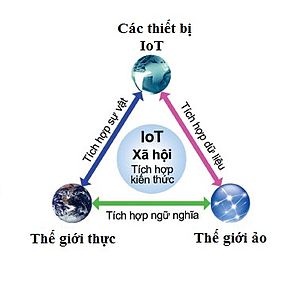 Các thiết bị
IoT
Tích hợp sự vật
Tích hợp dữ liệu
IoT
Xã hội
Tích hợp
kiến thức
Tích hợp ngữ nghĩa
Thế giới thực
Thế giới ảo